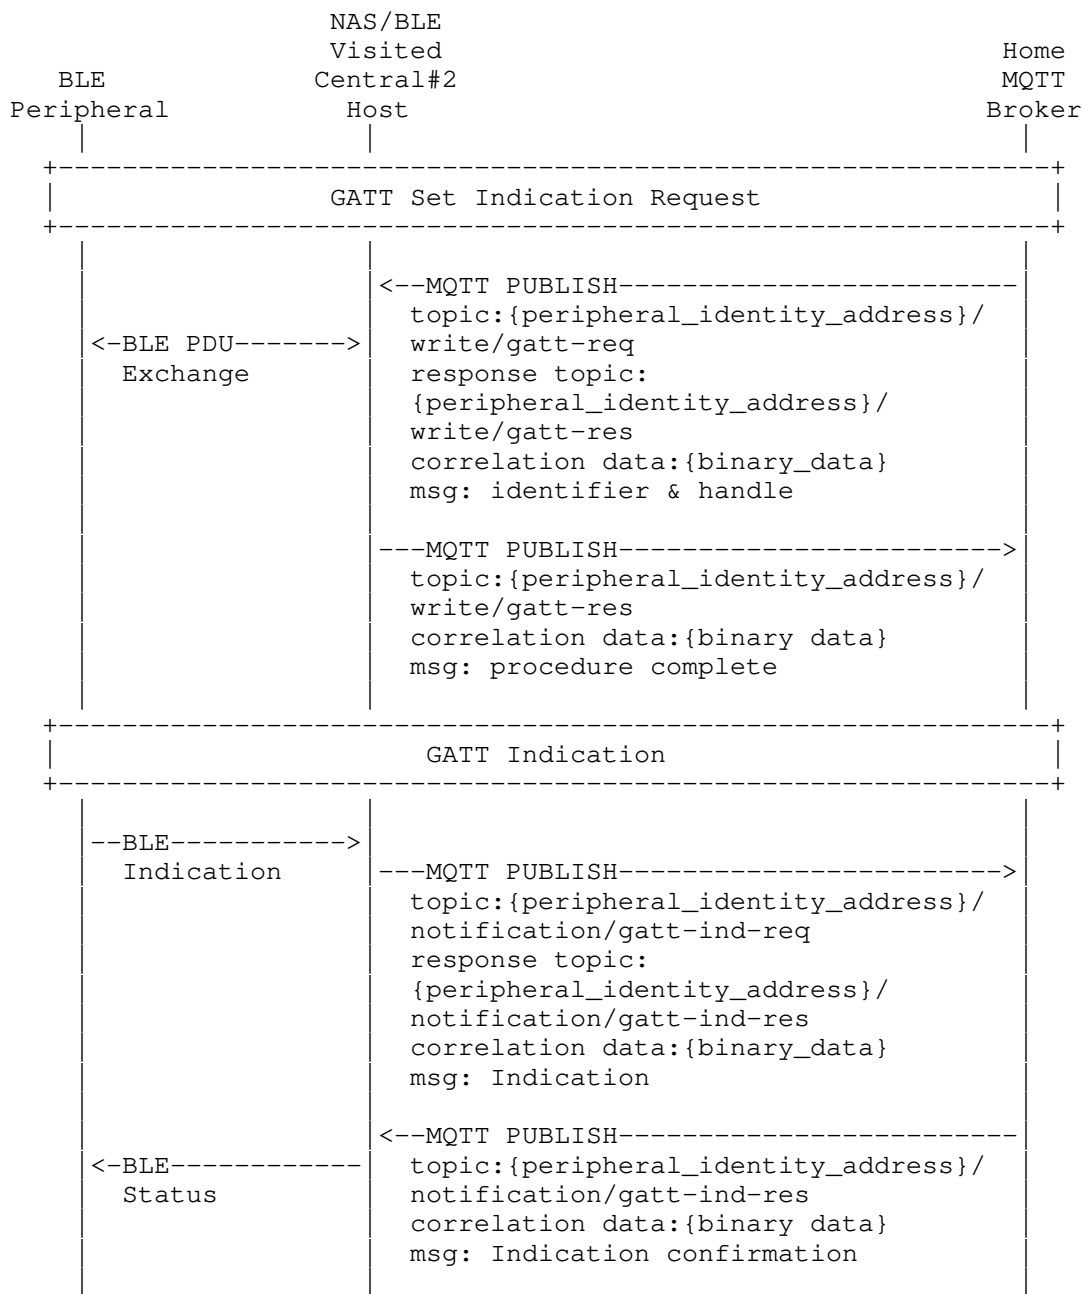 NAS/BLE
Visited Home
BLE Central#2 MQTT
Peripheral Host Broker
GATT Set Indication Request
<--MQTT PUBLISH-------------------------
topic:{peripheral_identity_address}/
<-BLE PDU-------> write/gatt-req
Exchange response topic:
{peripheral_identity_address}/
write/gatt-res
correlation data:{binary_data}
msg: identifier & handle
---MQTT PUBLISH------------------------>
topic:{peripheral_identity_address}/
write/gatt-res
correlation data:{binary data}
msg: procedure complete
GATT Indication
--BLE----------->
Indication ---MQTT PUBLISH------------------------>
topic:{peripheral_identity_address}/
notification/gatt-ind-req
response topic:
{peripheral_identity_address}/
notification/gatt-ind-res
correlation data:{binary_data}
msg: Indication
<--MQTT PUBLISH-------------------------
<-BLE------------ topic:{peripheral_identity_address}/
Status notification/gatt-ind-res
correlation data:{binary data}
msg: Indication confirmation